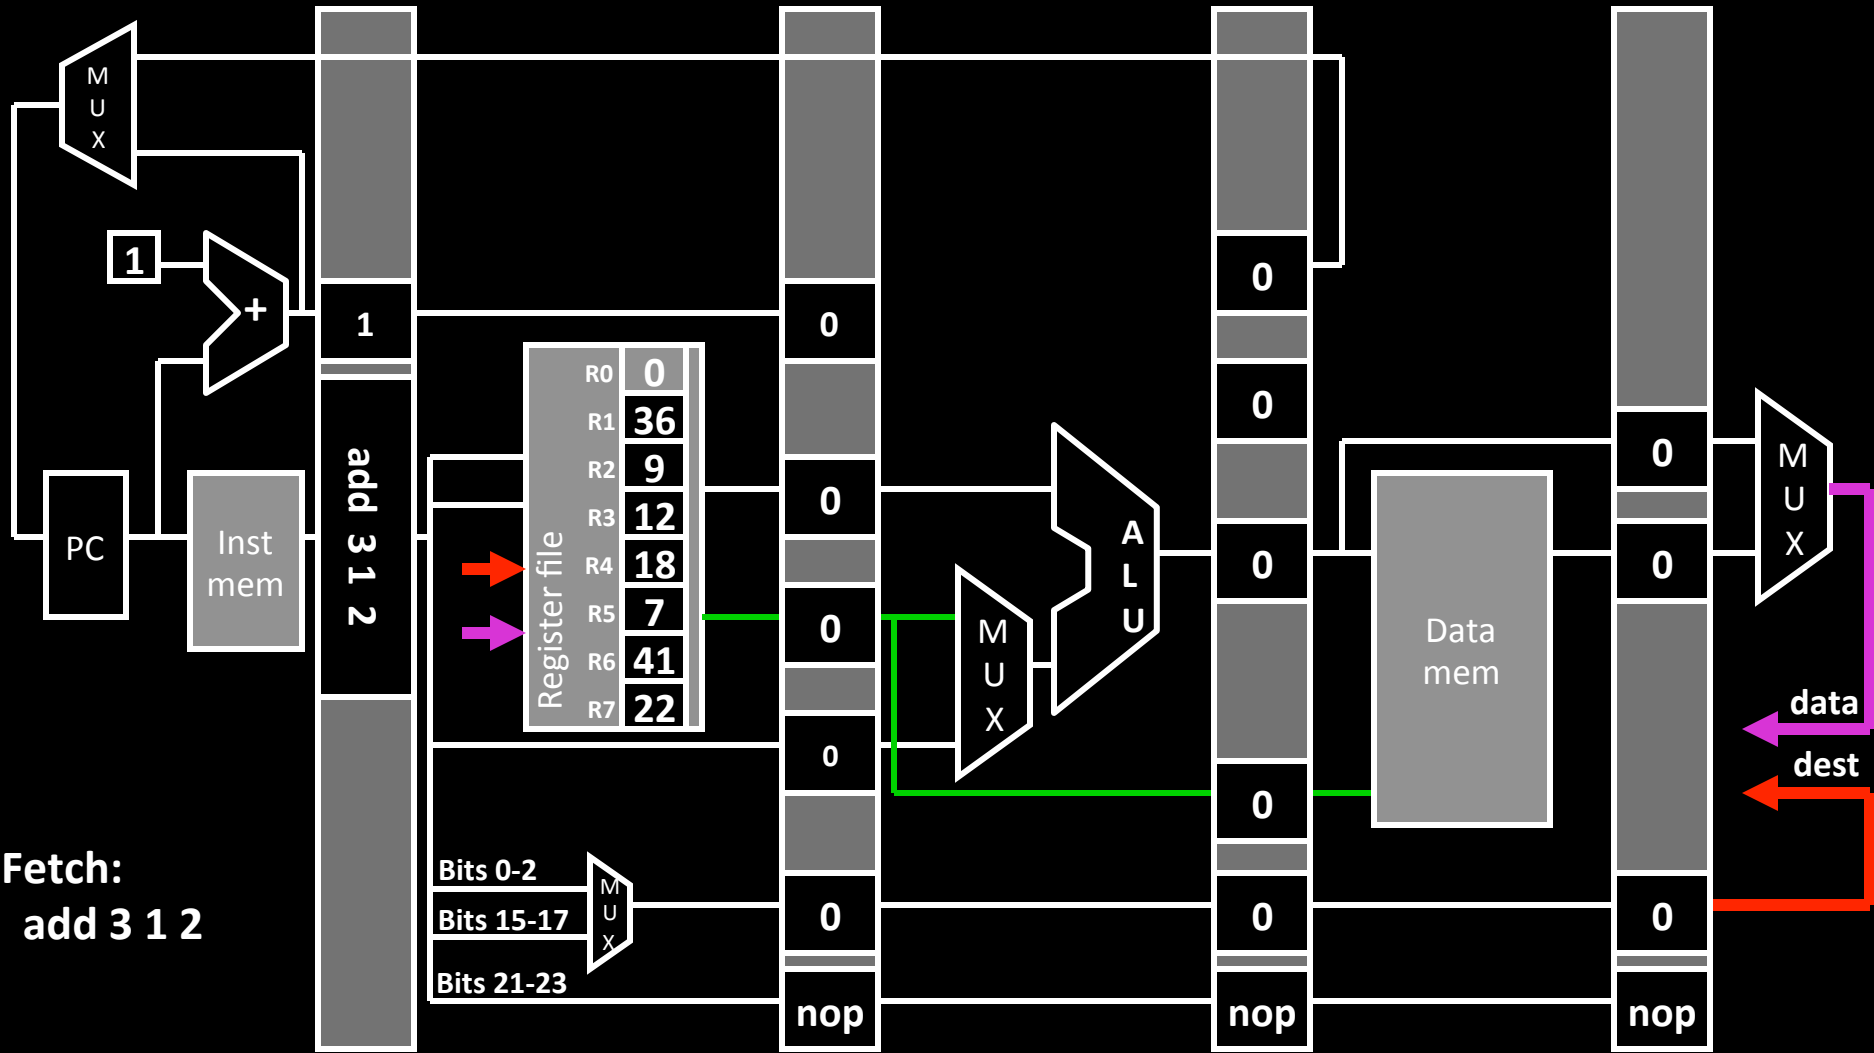 M
U
X
1
+
1
PC
Inst
mem
add 3 1 2
Register file
R0 0
R1 36
R2 9
R3 12
R4 18
R5 7
R6 41
R7 22
Bits 0-2
Bits 15-17
Bits 21-23
M
U
X
0
0
0
0
0
nop
M
U
X
A
L
U
0
0
0
0
0
nop
Data
mem
0
0
0
nop
M
U
X
data
dest
Fetch:
add 3 1 2